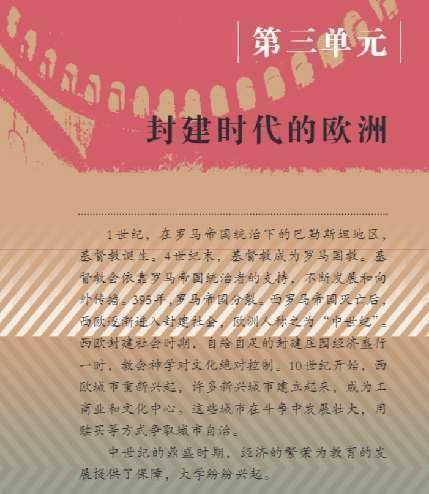 第三单元
封建时代的欧洲
1世纪，在罗马帝国统治下的巴勒斯坦地区，
基督教诞生。4世纪末，基督教成为罗马国教。基
督教会依靠罗马帝国统治者的支持，不断发展和向
外传播。395年，罗马帝国分裂。西罗马帝国灭亡后，
西欧逐渐进入封建社会，欧洲人称之为“中世纪”。
西欧封建社会时期，自给自足的封建庄园经济盛行
一时，教会神学对文化绝对控制。10世纪开始，西
欧城市重新兴起，许多新兴城市建立起来，成为工
商业和文化中心。这些城市在斗争中发展壮大，用
赎买等方式争取城市自治。
中世纪的鼎盛时期，经济的繁荣为教育的发
展提供了保障，大学纷纷兴起。